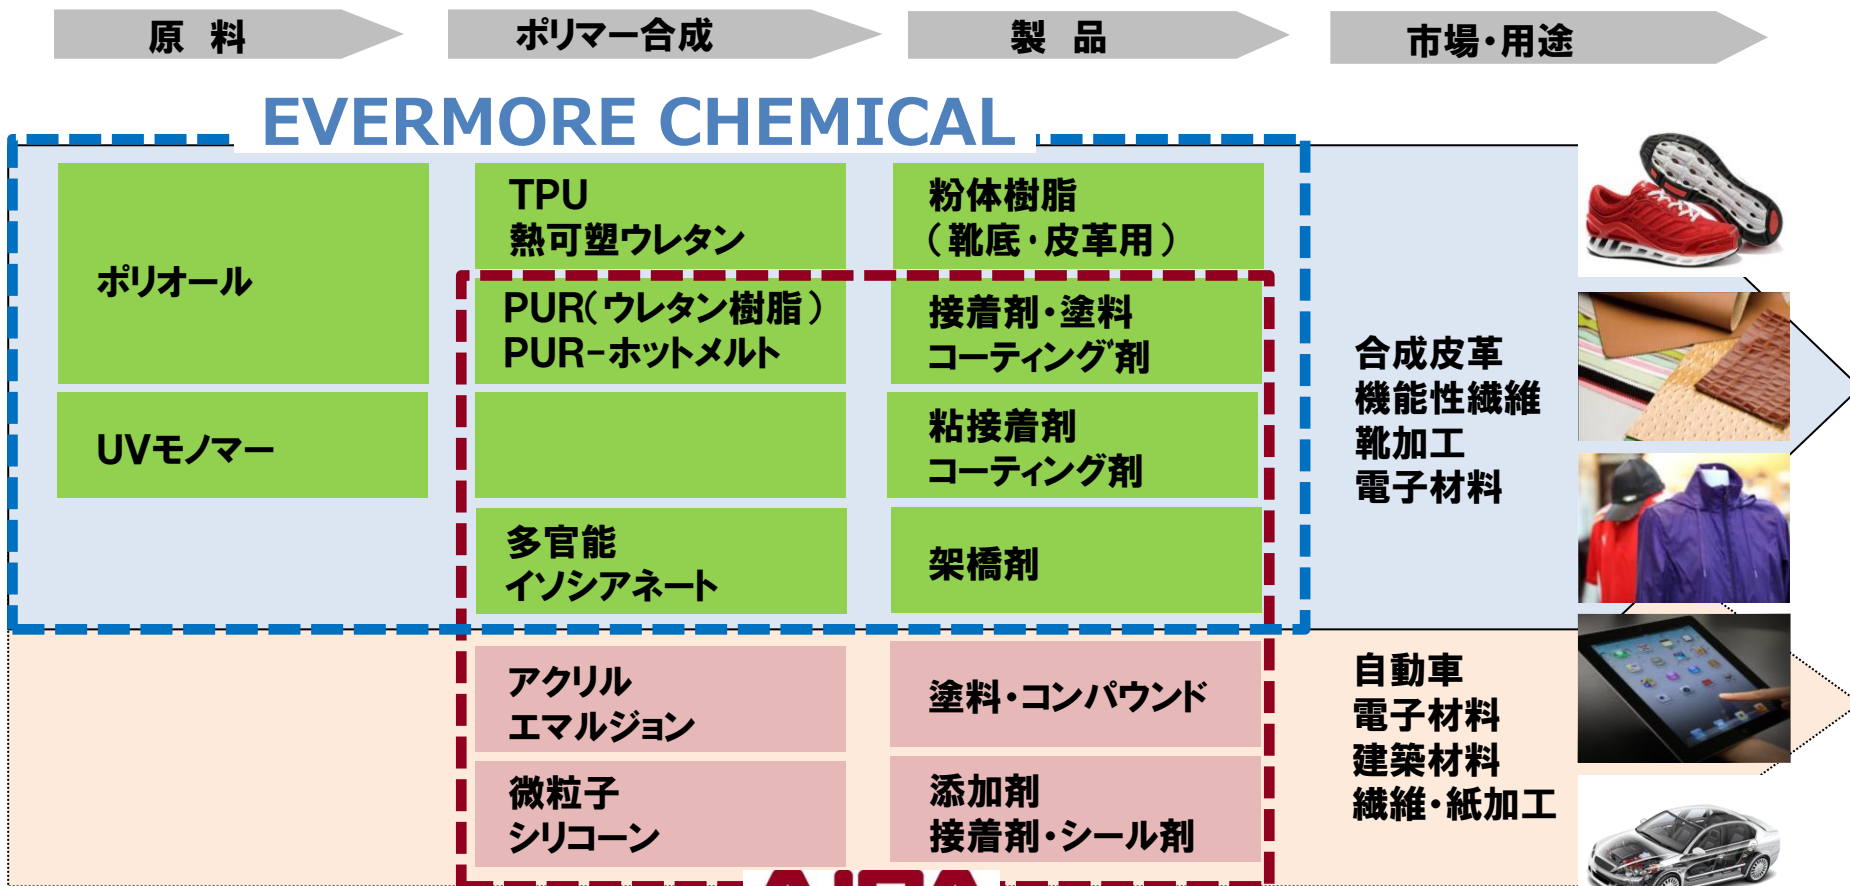 原 料
ポリマー合成
製 品
市場・用途
EVERMORE CHEMICAL
ポリオール
TPU
熱可塑ウレタン
粉体樹脂
(靴底・皮革用)
PUR(ウレタン樹脂)
PUR-ホットメルト
接着剤・塗料
コーティング剤
UVモノマー
粘接着剤
コーティング剤
多官能
イソシアネート
架橋剤
合成皮革
機能性繊維
靴加工
電子材料
アクリル
エマルジョン
塗料・コンパウンド
微粒子
シリコーン
添加剤
接着剤・シール剤
自動車
電子材料
建築材料
繊維・紙加工